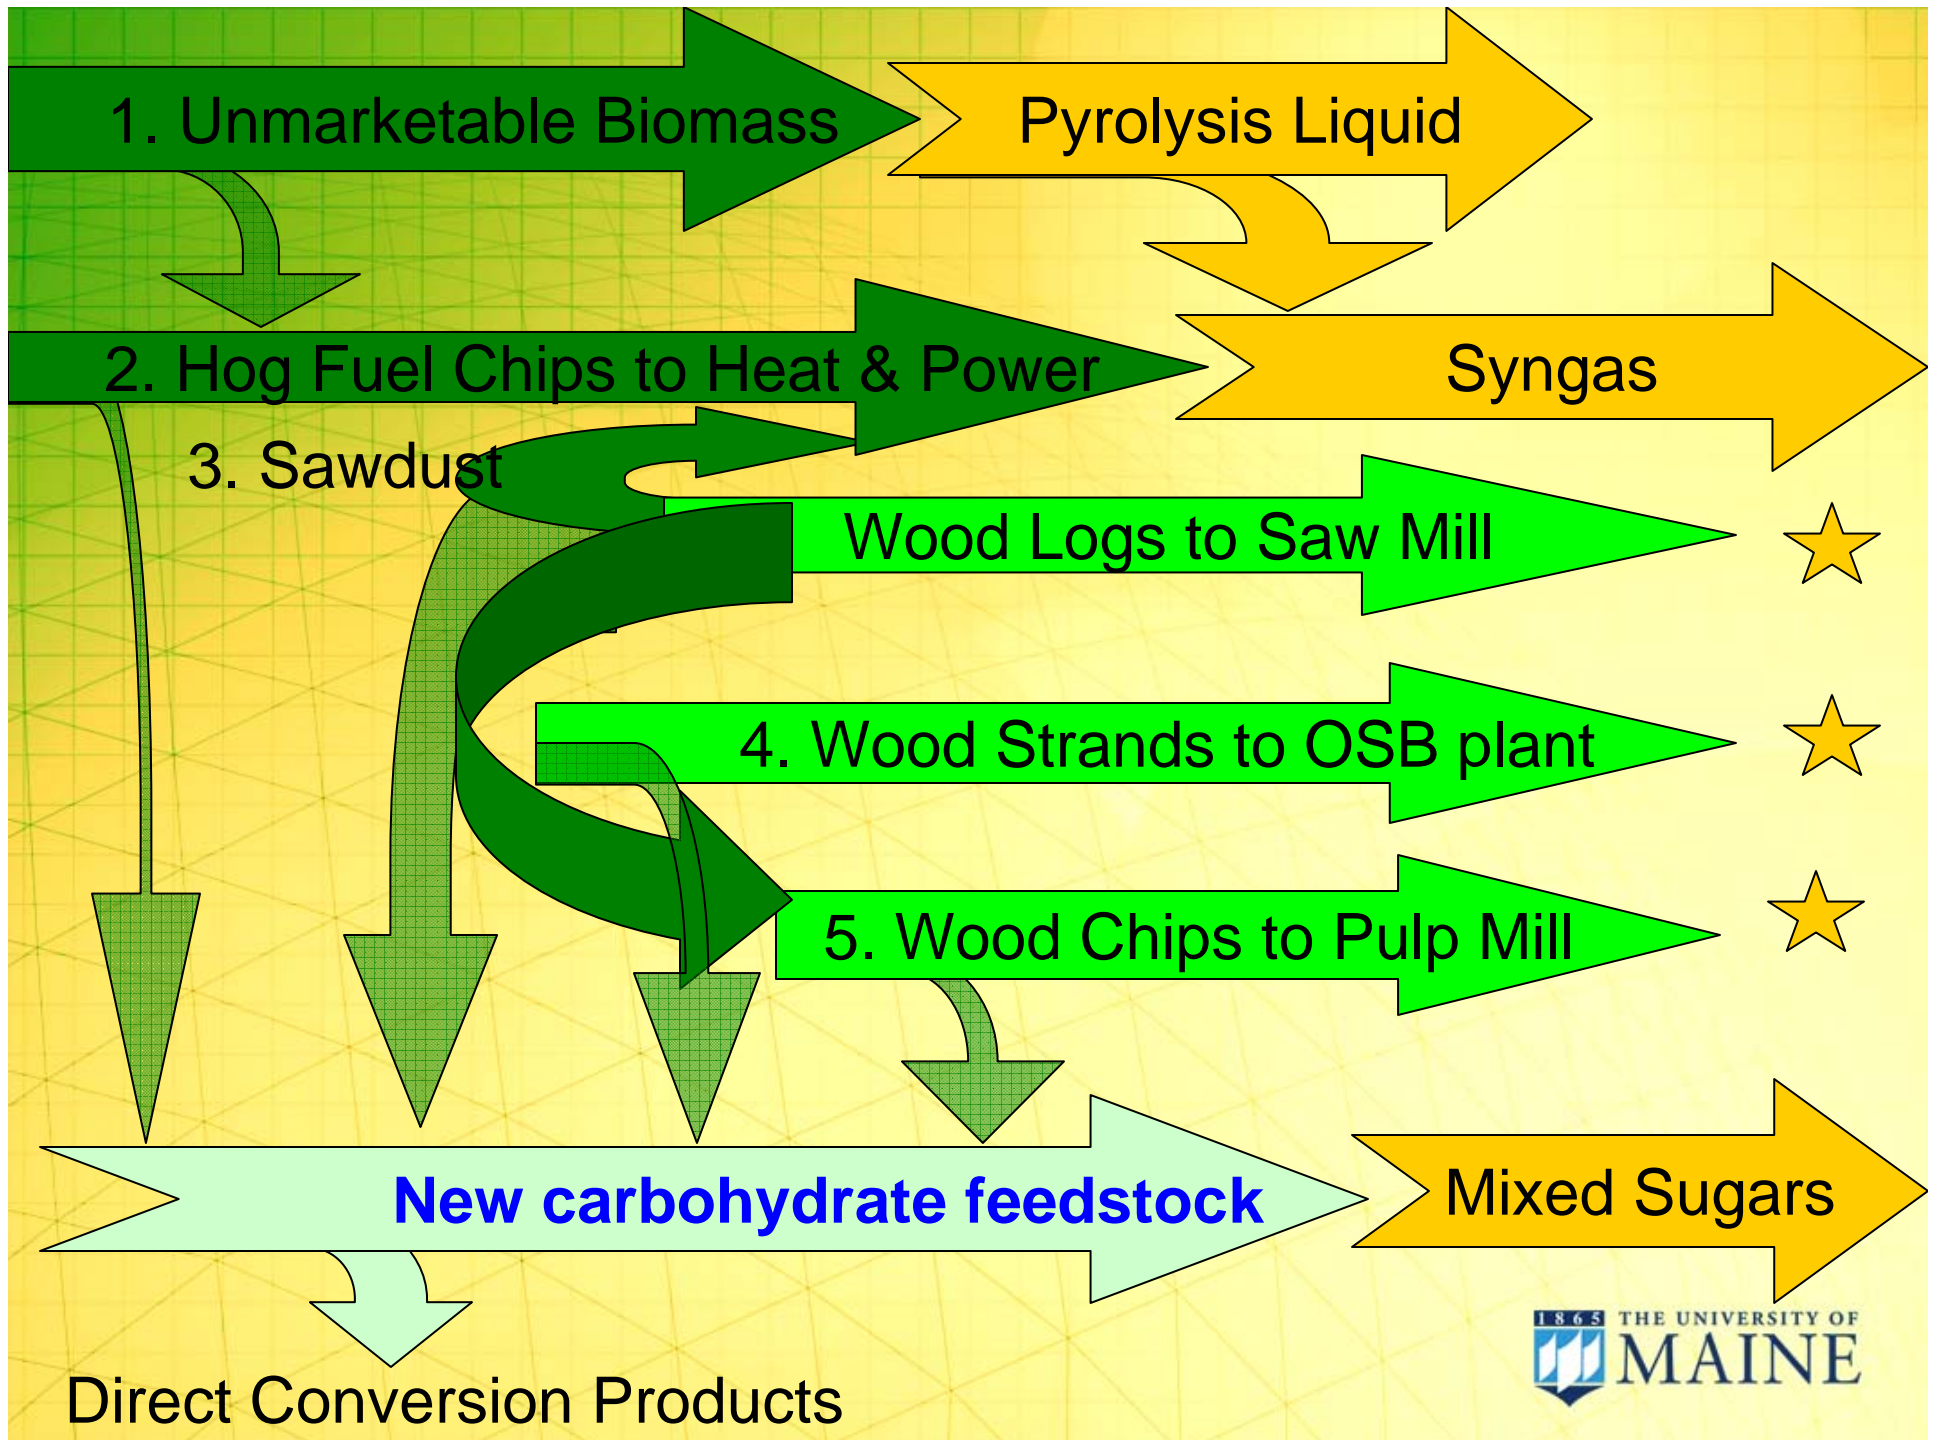 1. Unmarketable Biomass
Pyrolysis Liquid
2. Hog Fuel Chips to Heat & Power
Syngas
3. Sawdust
Wood Logs to Saw Mill
4. Wood Strands to OSB plant
5. Wood Chips to Pulp Mill
New carbohydrate feedstock
Mixed Sugars
Direct Conversion Products
1865 THE UNIVERSITY OF
MAINE